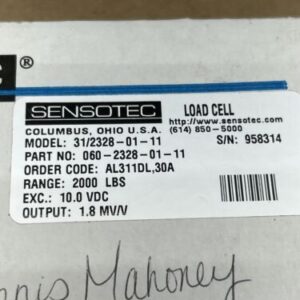 C®
SENSOTEC
LOAD CELL
http://www.sensotec.com
COLUMBUS, OHIO U.S.A. (614) 850-5000
MODEL: 31/2328-01-11 S/N: 958314
PART NO: 060-2328-01-11
ORDER CODE: AL311DL,30A
RANGE: 2000 LBS
EXC.: 10.0 VDC
OUTPUT: 1.8 MV/V
nnis Mahoney